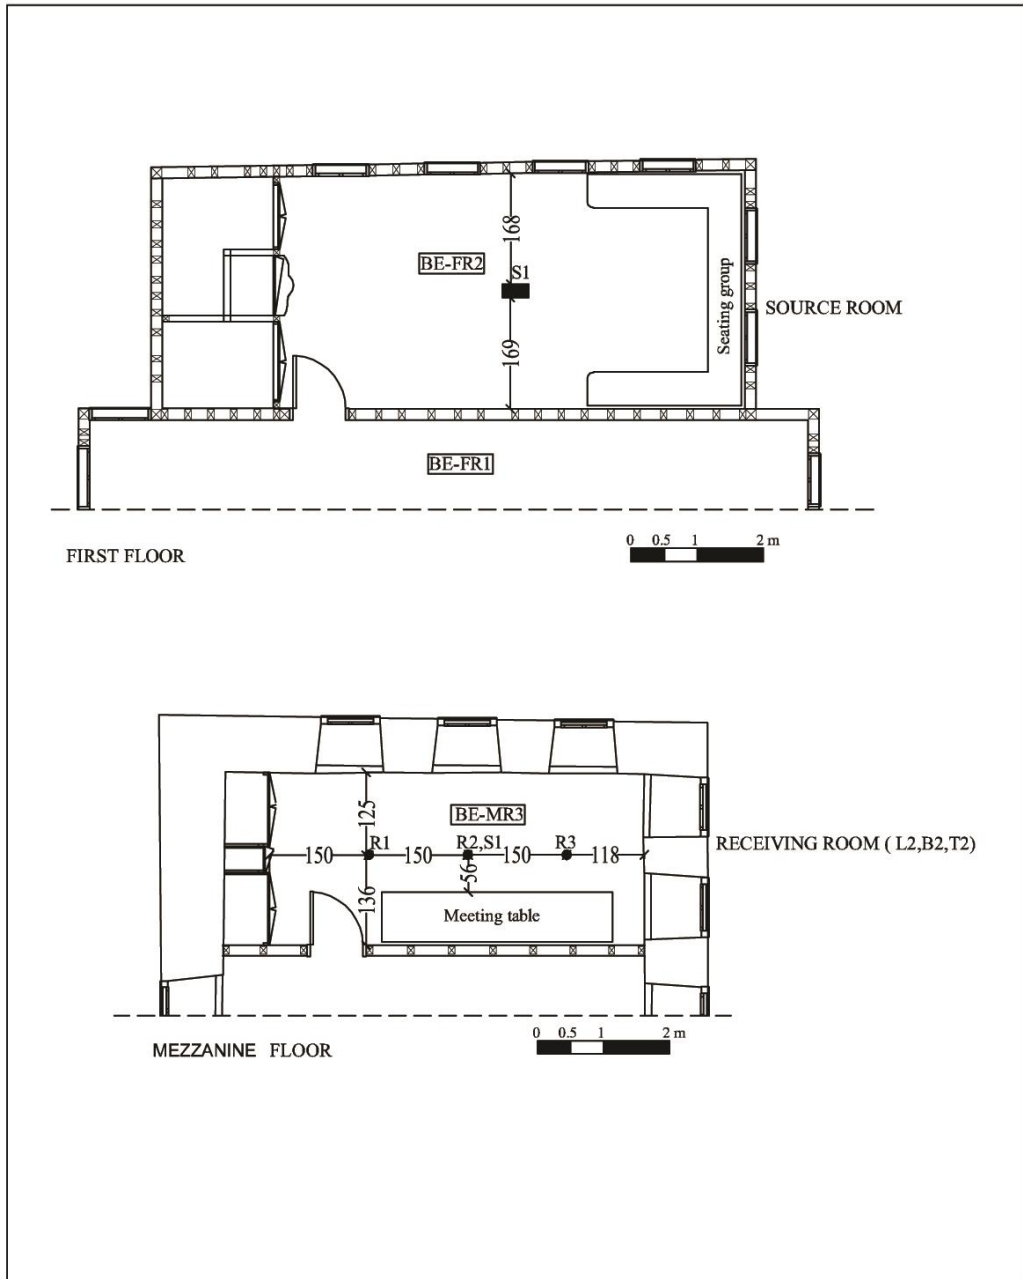 168
BE-FR2
S1
Seating group
SOURCE ROOM
169
BE-FR1
0 0.5 1 2 m
FIRST FLOOR
125
BE-MR3
R1
R2,S1
R3
RECEIVING ROOM ( L2,B2,T2)
150
150
150
118
56
136
Meeting table
0 0.5 1 2 m
MEZZANINE FLOOR